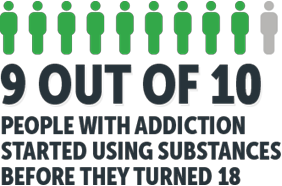 9 OUT OF 10
PEOPLE WITH ADDICTION
STARTED USING SUBSTANCES
BEFORE THEY TURNED 18